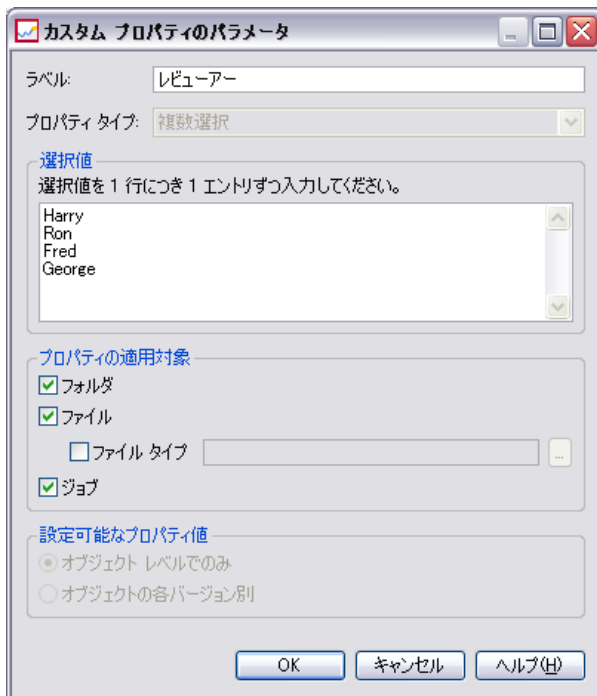 カスタム プロパティのパラメータ
ラベル: レビューアー
プロパティ タイプ: 複数選択
選択値
選択値を 1 行につき 1 エントリずつ入力してください。
Harry
Ron
Fred
George
プロパティの適用対象
フォルダ
ファイル
ファイル タイプ ...
ジョブ
設定可能なプロパティ値
オブジェクト レベルでのみ
オブジェクトの各バージョン別
OK キャンセル ヘルプ(H)